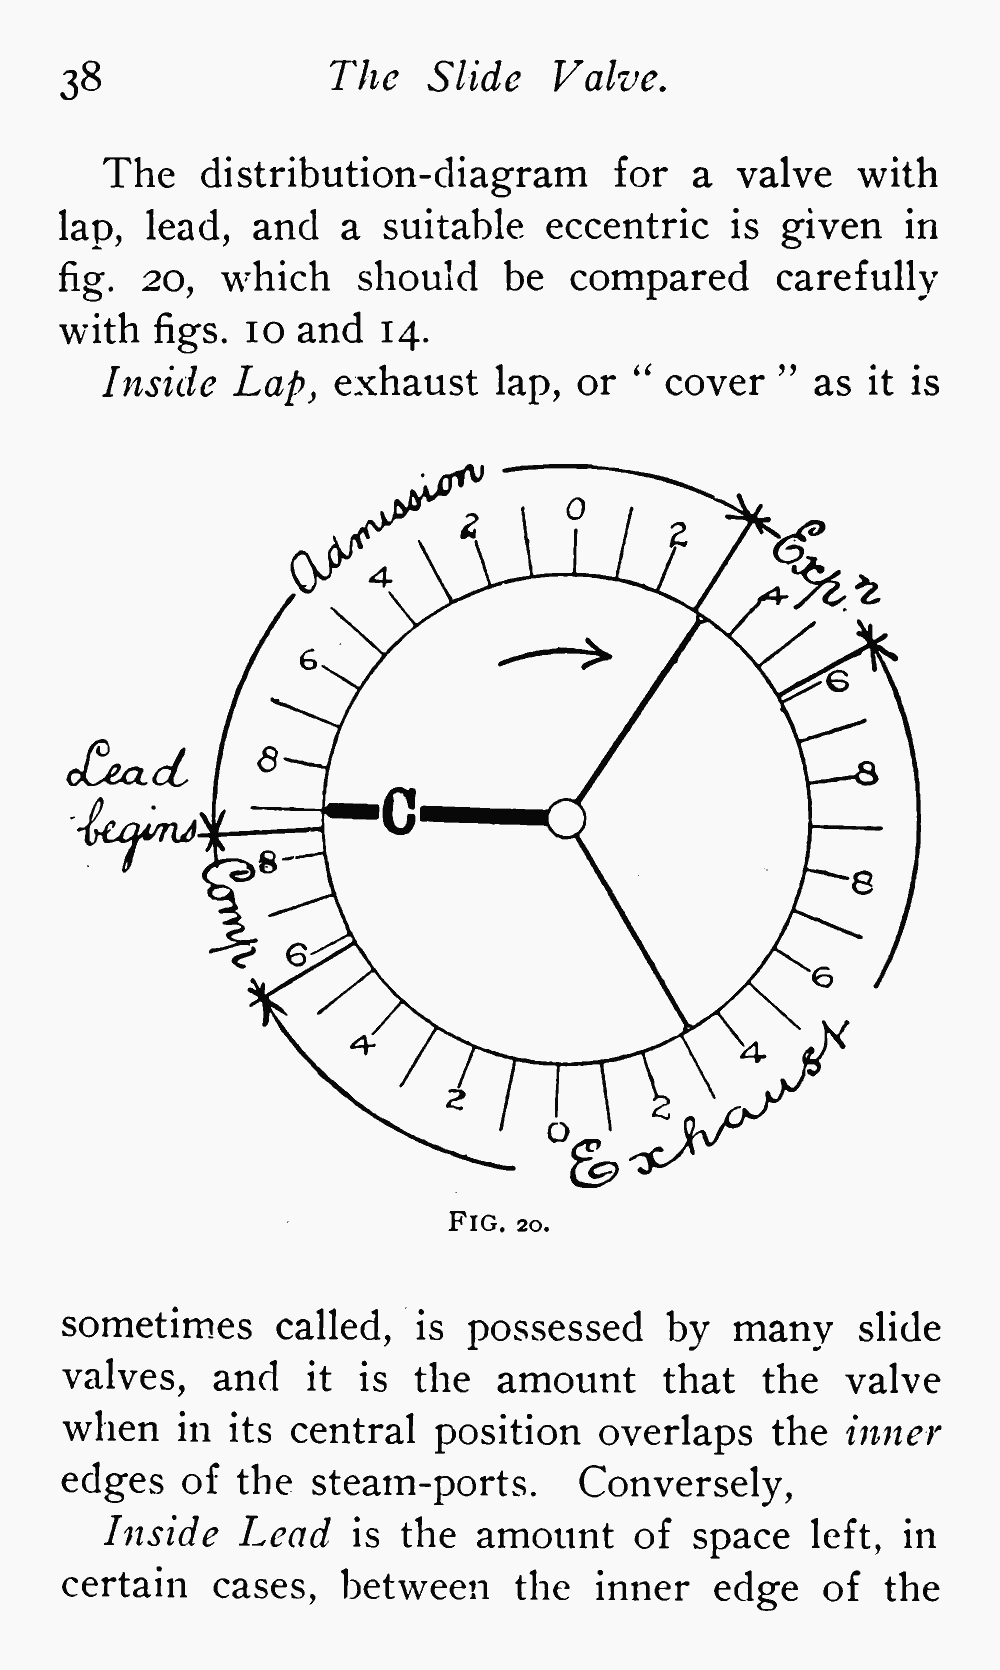 38 The Slide Valve.
The distribution-diagram for a valve with
lap, lead, and a suitable eccentric is given in
fig. 20, which should be compared carefully
with figs. 10 and 14.
Inside Lap, exhaust lap, or “ cover ” as it is
Admission
0
2
2
Exp n
4
4
6
6
8
8
Lead
begins
C
8
8
Comp
6
6
4
4
2
2
0
Exhaust
FIG. 20.
sometimes called, is possessed by many slide
valves, and it is the amount that the valve
when in its central position overlaps the inner
edges of the steam-ports. Conversely,
Inside Lead is the amount of space left, in
certain cases, between the inner edge of the